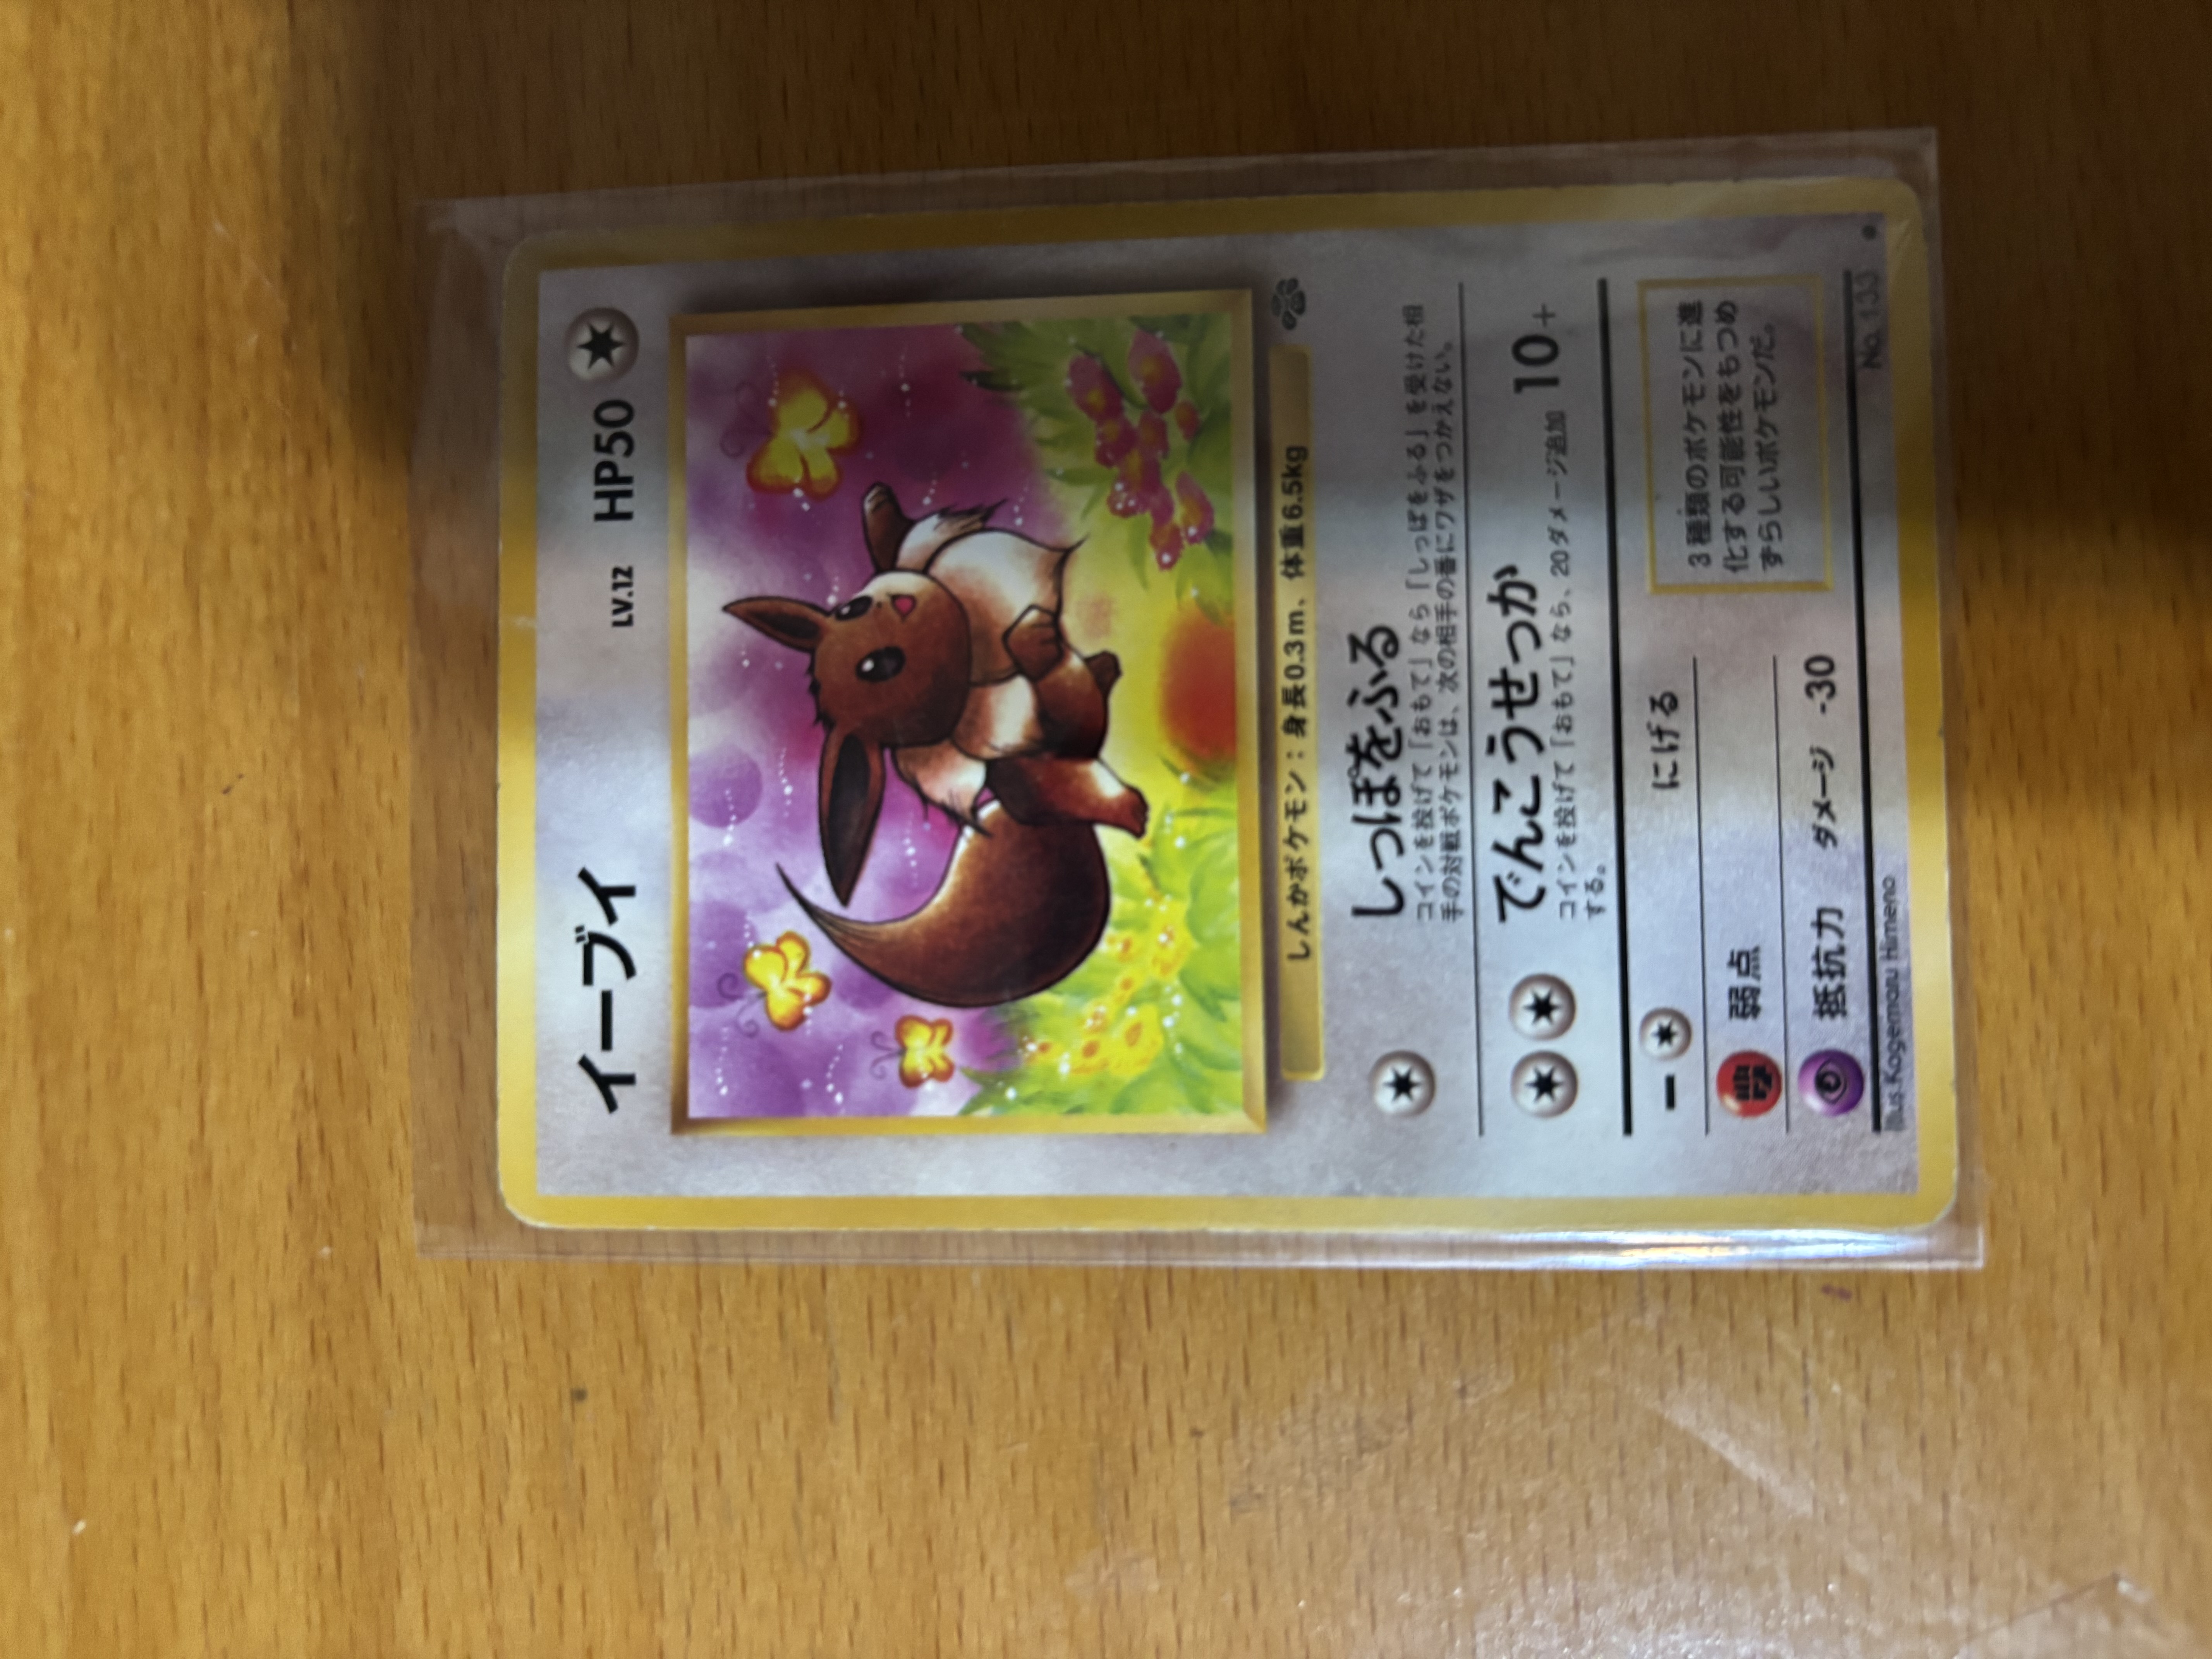 イーブイ LV.12 HP50
しんかポケモン：身長0.3m、体重6.5kg
しっぽをふる
コインを投げて「おもて」なら「しっぽをふる」を受けた相
手の対戦ポケモンは、次の相手の番にワザをつかえない。
でんこうせっか 10+
コインを投げて「おもて」なら、20ダメージ追加
する。
ー にげる
弱点
抵抗力 ダメージ -30
3種類のポケモンに進
化する可能性をもつめ
ずらしいポケモンだ。
Illus. Kagemaru Himeno No. 133